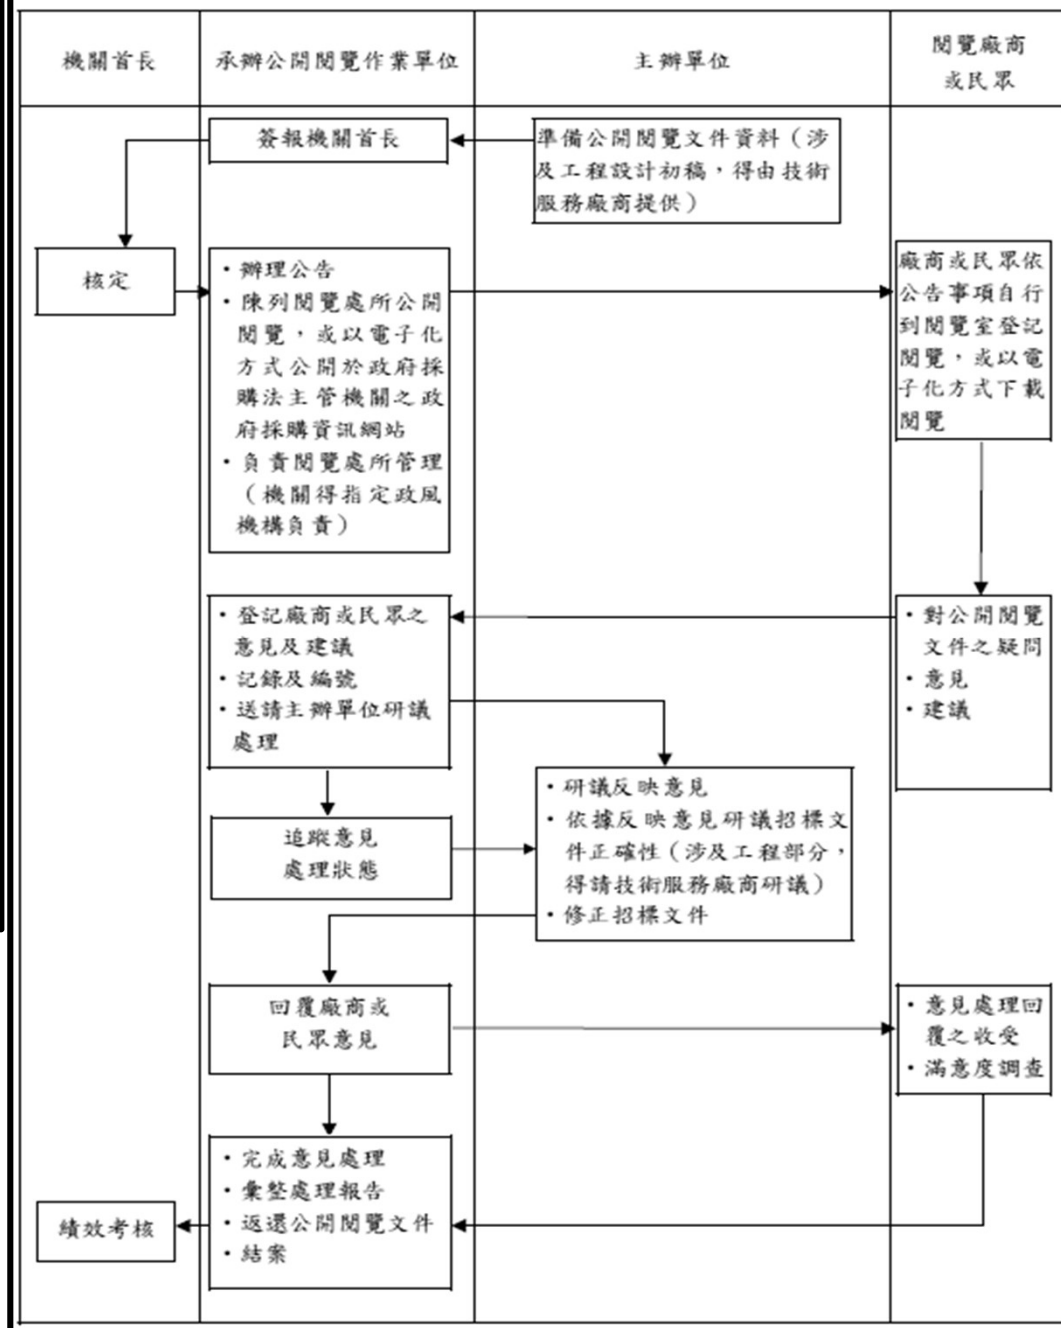 機關首長
承辦公開閱覽作業單位
主辦單位
閱覽廠商
或民眾
簽報機關首長
準備公開閱覽文件資料（涉
及工程設計初稿，得由技術
服務廠商提供）
核定
・辦理公告
・陳列閱覽處所公開
閱覽，或以電子化
方式公開於政府採
購法主管機關之政
府採購資訊網站
・負責閱覽處所管理
（機關得指定政風
機構負責）
廠商或民眾依
公告事項自行
到閱覽室登記
閱覽，或以電
子化方式下載
閱覽
・登記廠商或民眾之
意見及建議
・記錄及編號
・送請主辦單位研議
處理
・對公開閱覽
文件之疑問
・意見
・建議
追蹤意見
處理狀態
・研議反映意見
・依據反映意見研議招標文
件正確性（涉及工程部分，
得請技術服務廠商研議）
・修正招標文件
回覆廠商或
民眾意見
・意見處理回
覆之收受
・滿意度調查
・完成意見處理
・彙整處理報告
・返還公開閱覽文件
・結案
績效考核